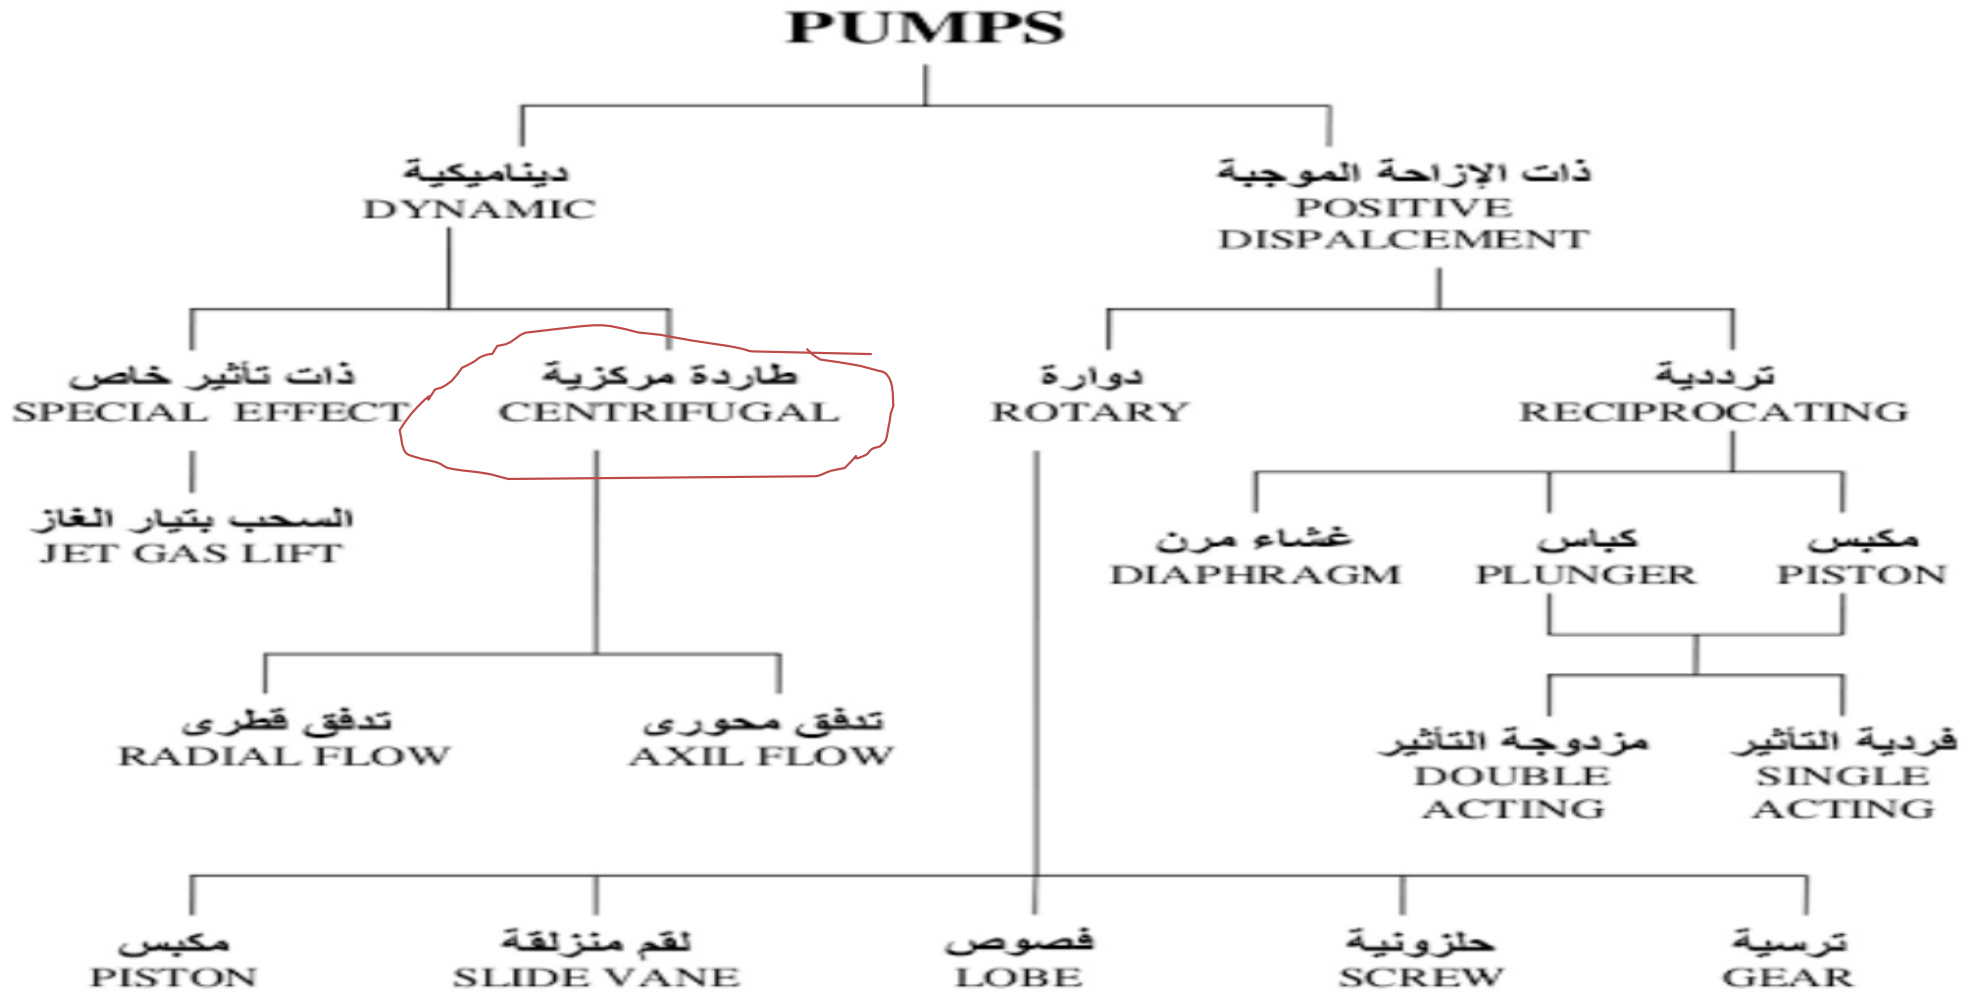 PUMPS
ديناميكية
DYNAMIC
ذات الإزاحة الموجبة
POSITIVE
DISPALCEMENT
ذات تأثير خاص
SPECIAL EFFECT
طاردة مركزية
CENTRIFUGAL
دوارة
ROTARY
ترددية
RECIPROCATING
السحب بتيار الغاز
JET GAS LIFT
غشاء مرن
DIAPHRAGM
كباس
PLUNGER
مكبس
PISTON
تدفق قطرى
RADIAL FLOW
تدفق محورى
AXIL FLOW
مزدوجة التأثير
DOUBLE
ACTING
فردية التأثير
SINGLE
ACTING
مكبس
PISTON
لقم منزلقة
SLIDE VANE
فصوص
LOBE
حلزونية
SCREW
ترسية
GEAR